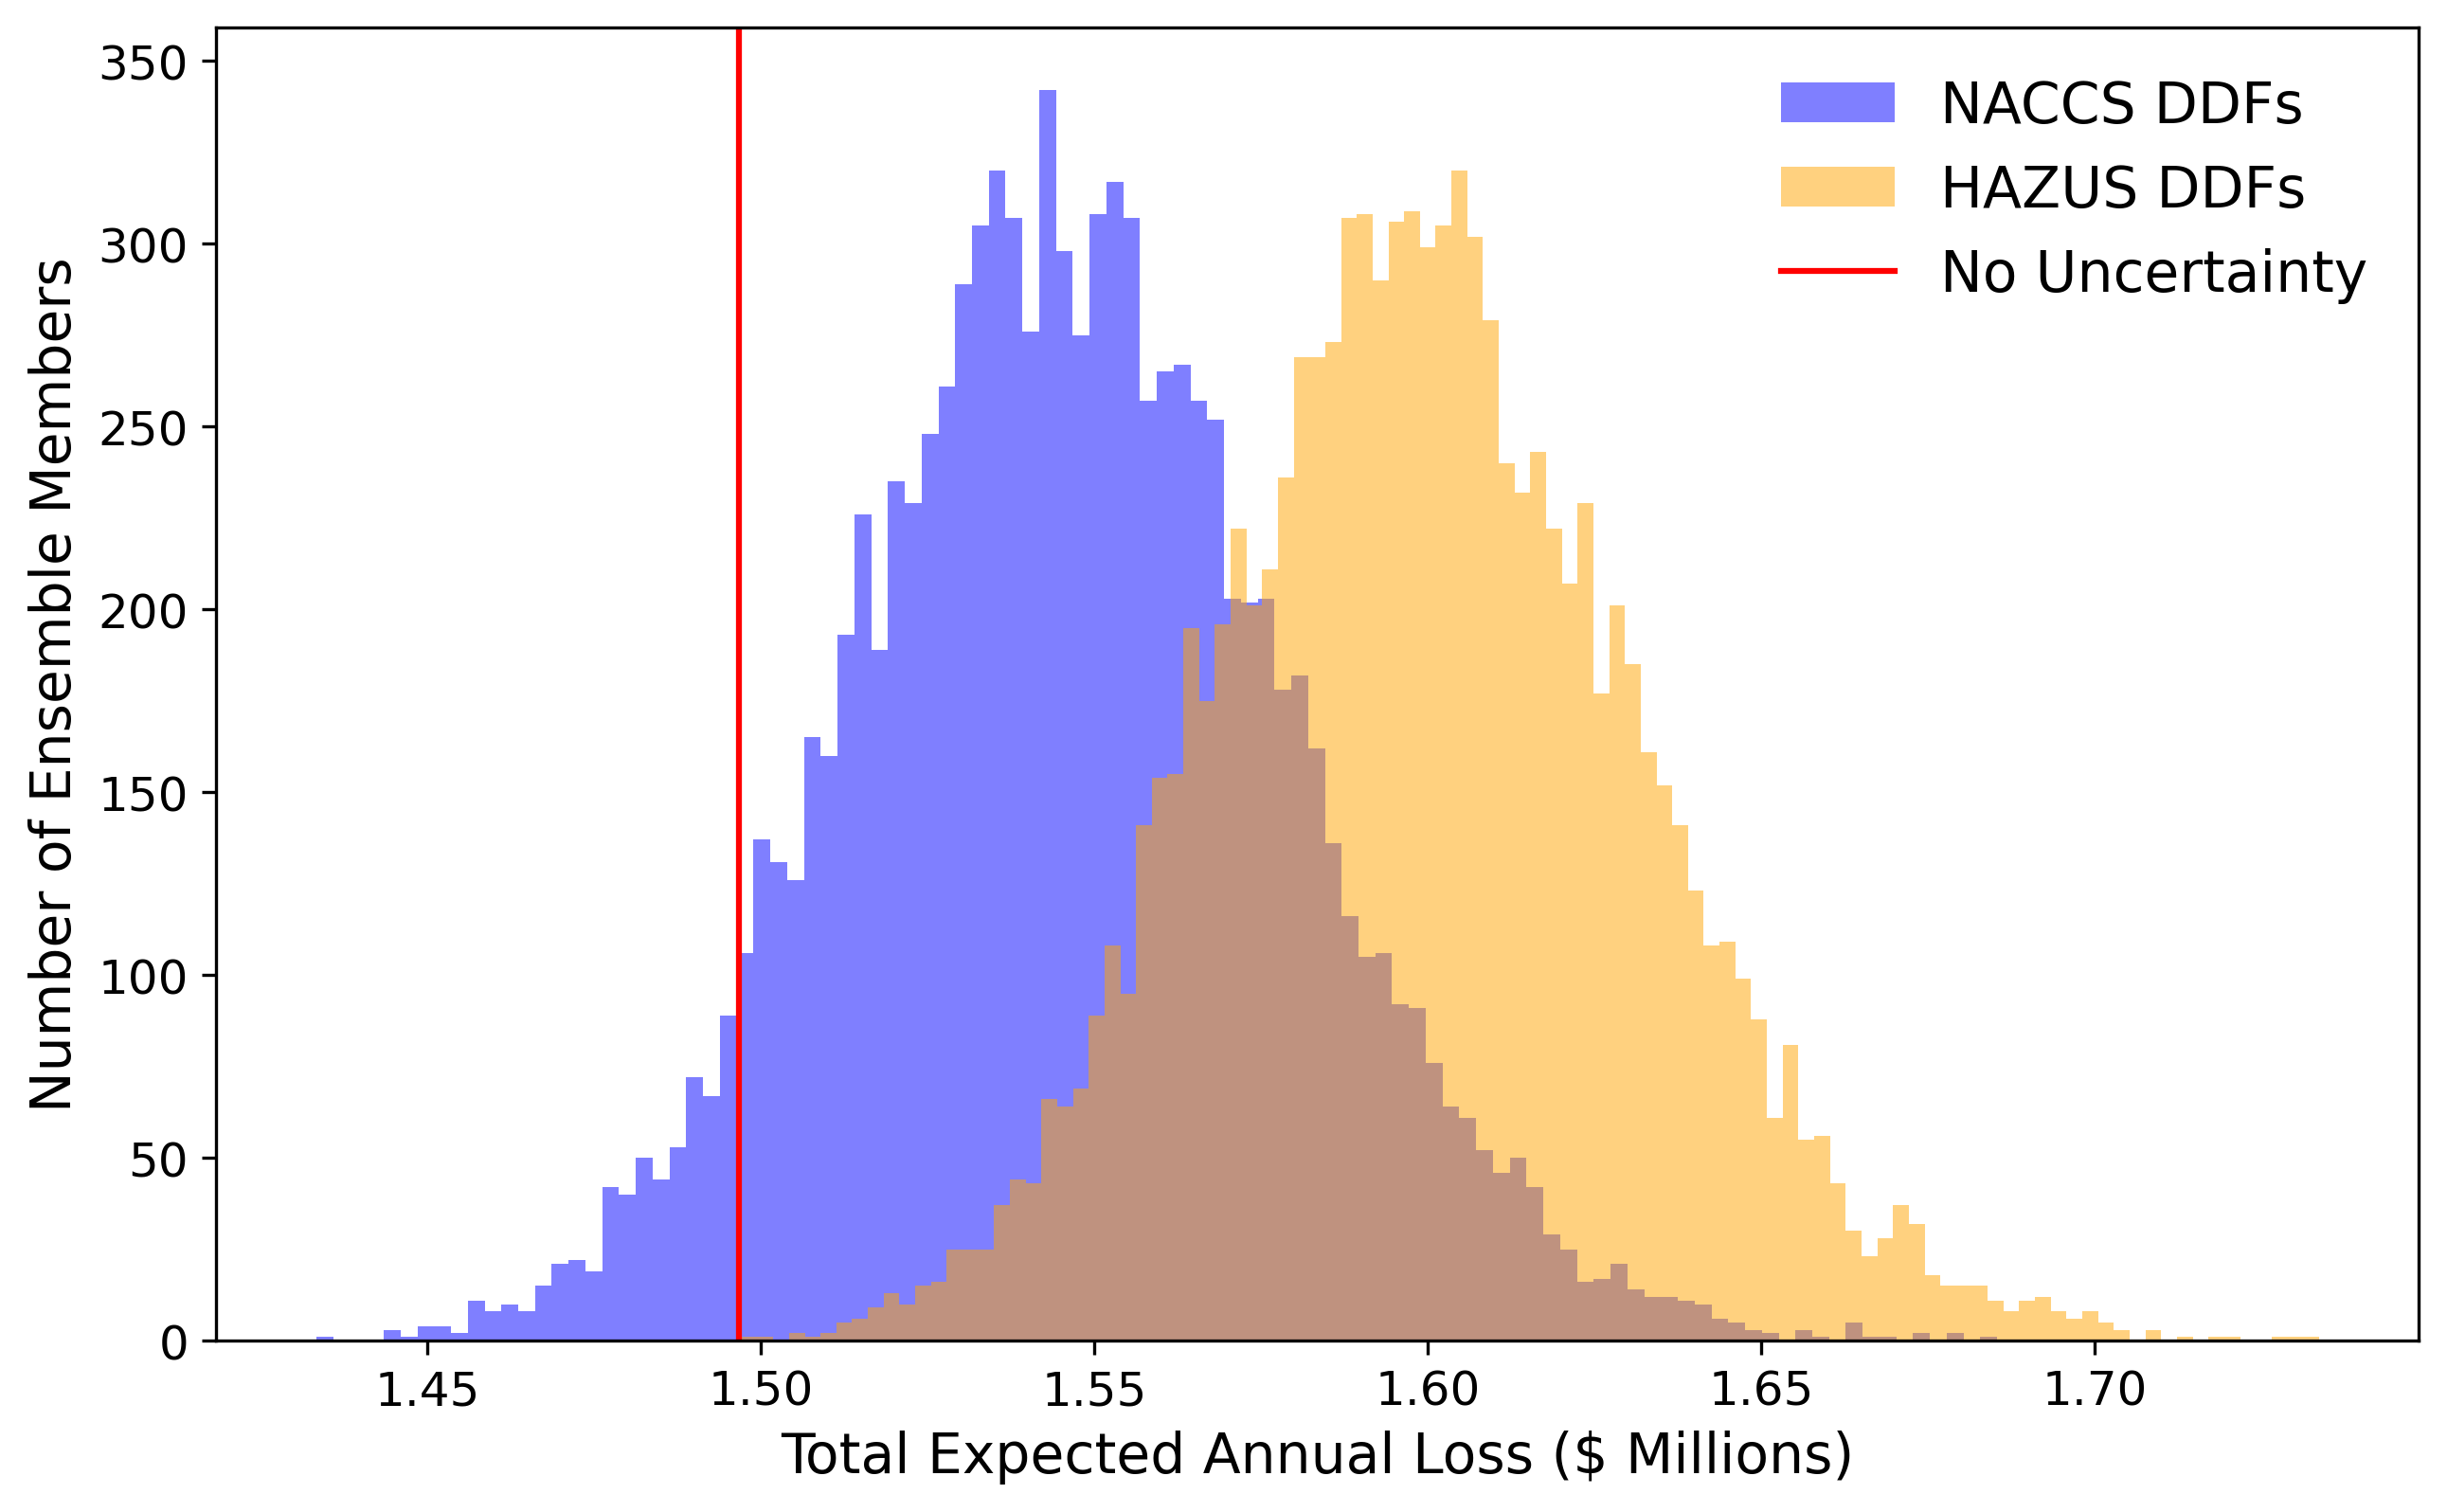 350
300
250
200
150
100
50
0
Number of Ensemble Members
NACCS DDFs
HAZUS DDFs
No Uncertainty
1.45 1.50 1.55 1.60 1.65 1.70
Total Expected Annual Loss ($ Millions)